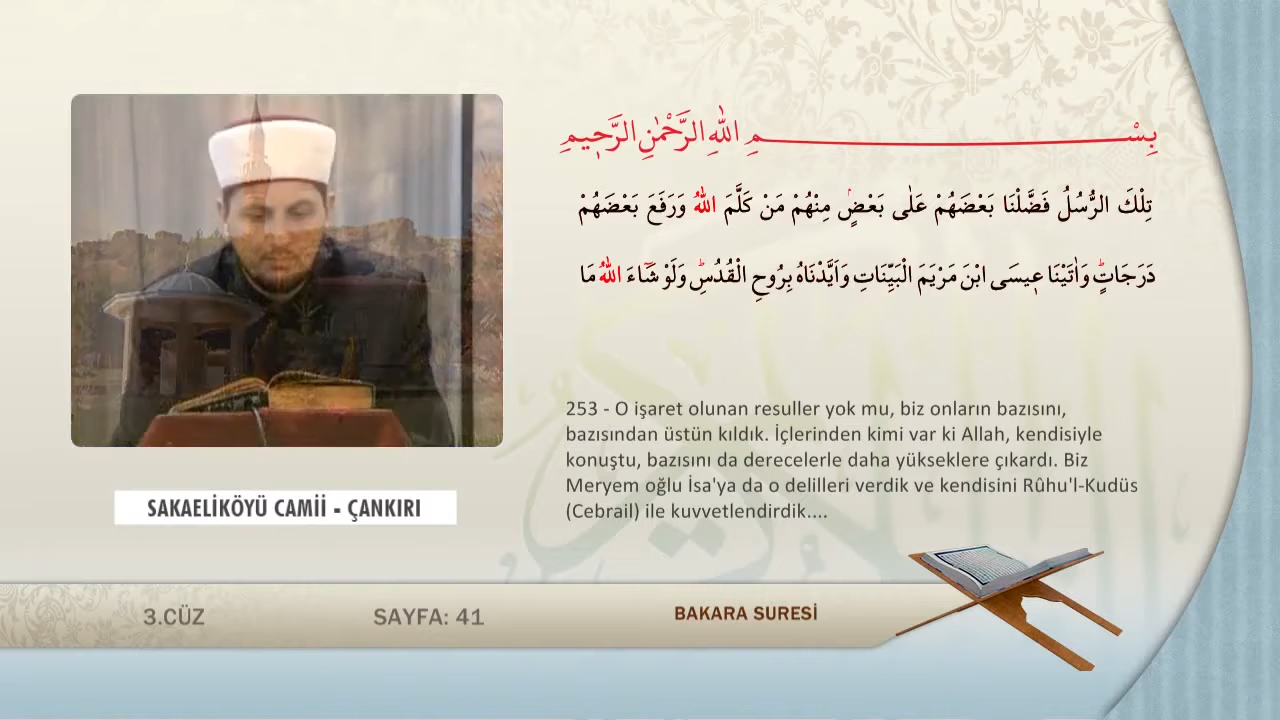 بِسْمِ اللهِ الرَّحْمٰنِ الرَّحٖيمِ
تِلْكَ الرُّسُلُ فَضَّلْنَا بَعْضَهُمْ عَلٰى بَعْضٍۢ مِنْهُمْ مَنْ كَلَّمَ اللهُ وَرَفَعَ بَعْضَهُمْ
دَرَجَاتٍؕ وَاٰتَيْنَا عٖيسَى ابْنَ مَرْيَمَ الْبَيِّنَاتِ وَاَيَّدْنَاهُ بِرُوحِ الْقُدُسِؕ وَلَوْ شَٓاءَ اللهُ مَا
253 - O işaret olunan resuller yok mu, biz onların bazısını,
bazısından üstün kıldık. İçlerinden kimi var ki Allah, kendisiyle
konuştu, bazısını da derecelerle daha yükseklere çıkardı. Biz
Meryem oğlu İsa'ya da o delilleri verdik ve kendisini Rûhu'l-Kudüs
(Cebrail) ile kuvvetlendirdik....
SAKAELİKÖYÜ CAMİİ - ÇANKIRI
3.CÜZ
SAYFA: 41
BAKARA SURESİ